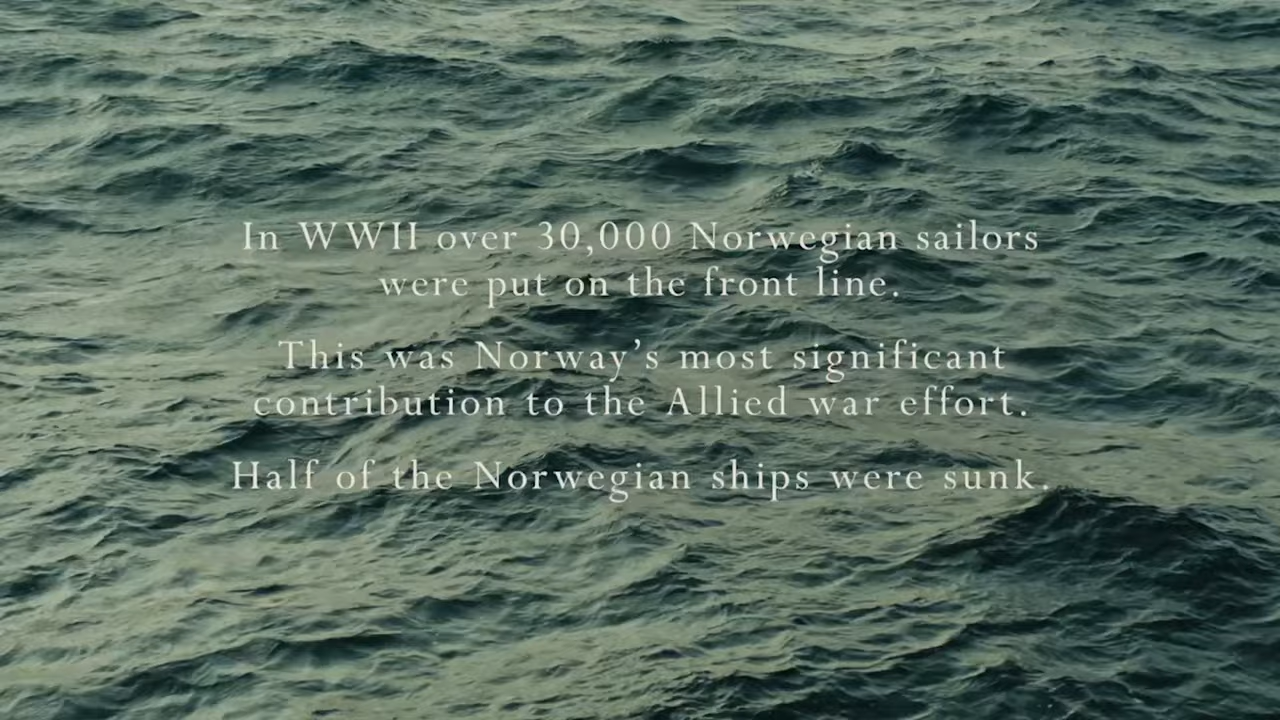 In WWII over 30,000 Norwegian sailors
were put on the front line.
This was Norway’s most significant
contribution to the Allied war effort.
Half of the Norwegian ships were sunk.